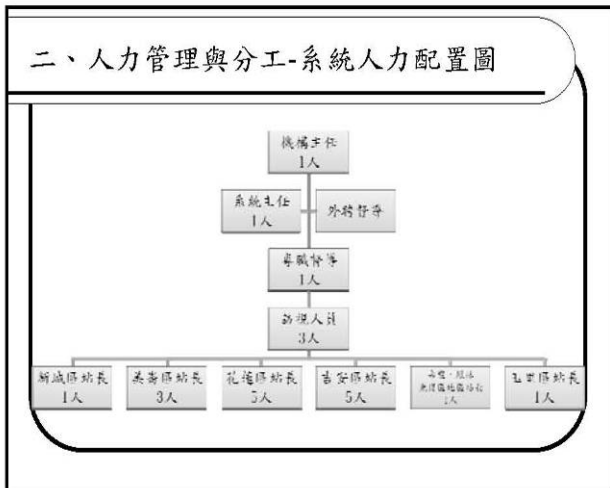 二、人力管理與分工-系統人力配置圖
機構主任
1人
系統主任
1人
外聘督導
專職督導
1人
訪視人員
3人
新城區站長
1人
美崙區站長
3人
花蓮區站長
5人
吉安區站長
5人
1人
玉里區站長
1人